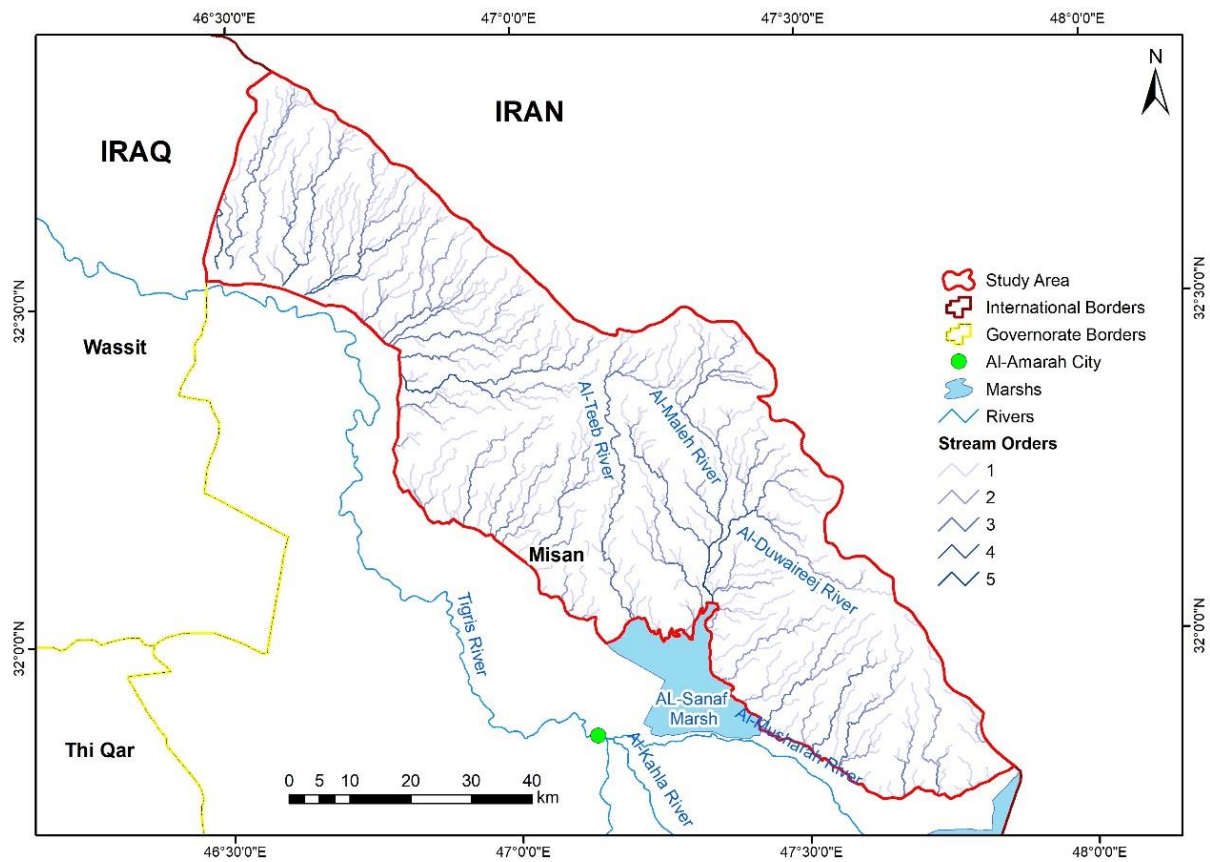 46°30'0"E
47°0'0"E
47°30'0"E
48°0'0"E
N
IRAN
IRAQ
32°30'0"N
32°30'0"N
Wassit
Study Area
International Borders
Governorate Borders
Al-Amarah City
Marshs
Rivers
Stream Orders
1
2
3
4
5
Al-Teeb River
Al-Maleh River
Al-Duwaireej River
Misan
Tigris River
32°0'0"N
32°0'0"N
AL-Sanaf
Marsh
Al-Musharah River
Al-Kahla River
Thi Qar
0 5 10 20 30 40
km
46°30'0"E
47°0'0"E
47°30'0"E
48°0'0"E